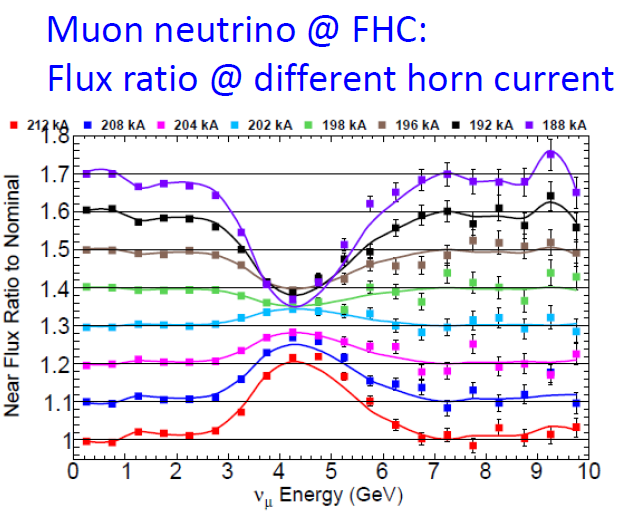 Muon neutrino @ FHC:
Flux ratio @ different horn current
212 kA 208 kA 204 kA 202 kA 198 kA 196 kA 192 kA 188 kA
1.8
1.7
1.6
1.5
1.4
1.3
1.2
1.1
1
Near Flux Ratio to Nominal
0 1 2 3 4 5 6 7 8 9 10
νμ Energy (GeV)